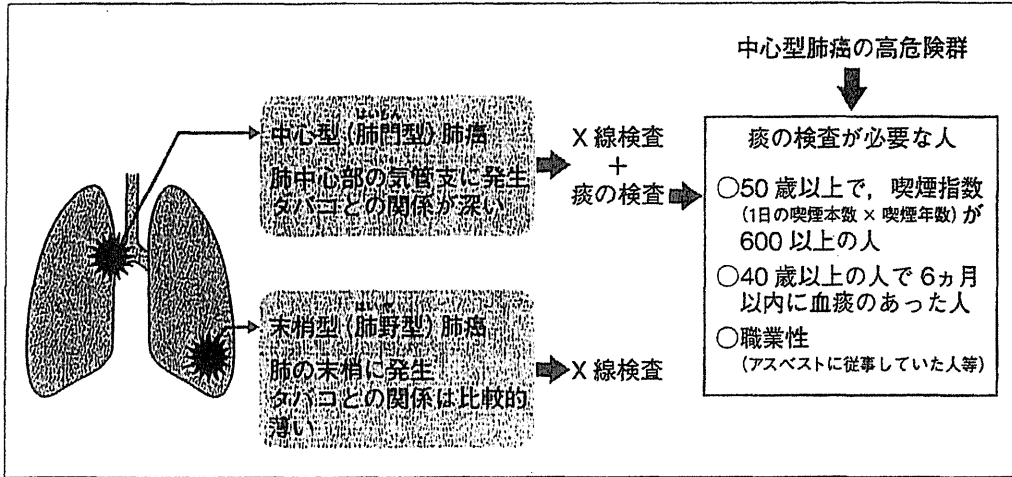 中心型肺癌の高危険群
はいもん
中心型(肺門型)肺癌
肺中心部の気管支に発生
タバコとの関係が深い
X線検査
+
痰の検査
痰の検査が必要な人
○50歳以上で,喫煙指数
(1日の喫煙本数×喫煙年数)が
600以上の人
○40歳以上の人で6ヵ月
以内に血痰のあった人
○職業性
(アスベストに従事していた人等)
末梢型(肺野型)肺癌
肺の末梢に発生
タバコとの関係は比較的
薄い
X線検査